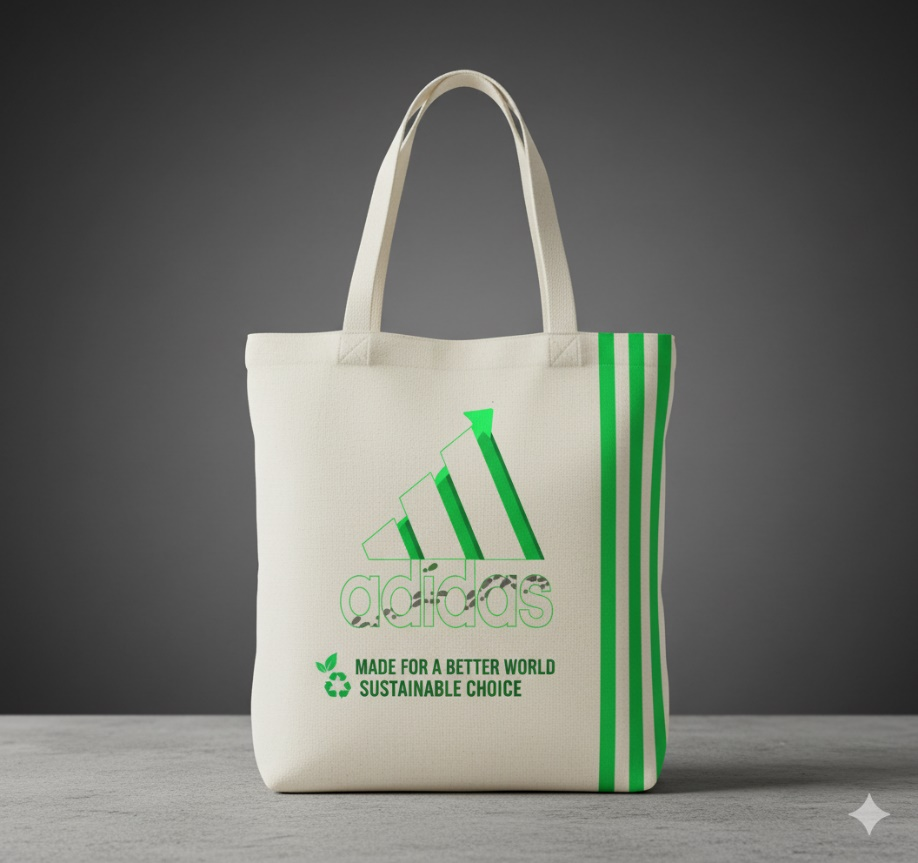 adidas
MADE FOR A BETTER WORLD
SUSTAINABLE CHOICE